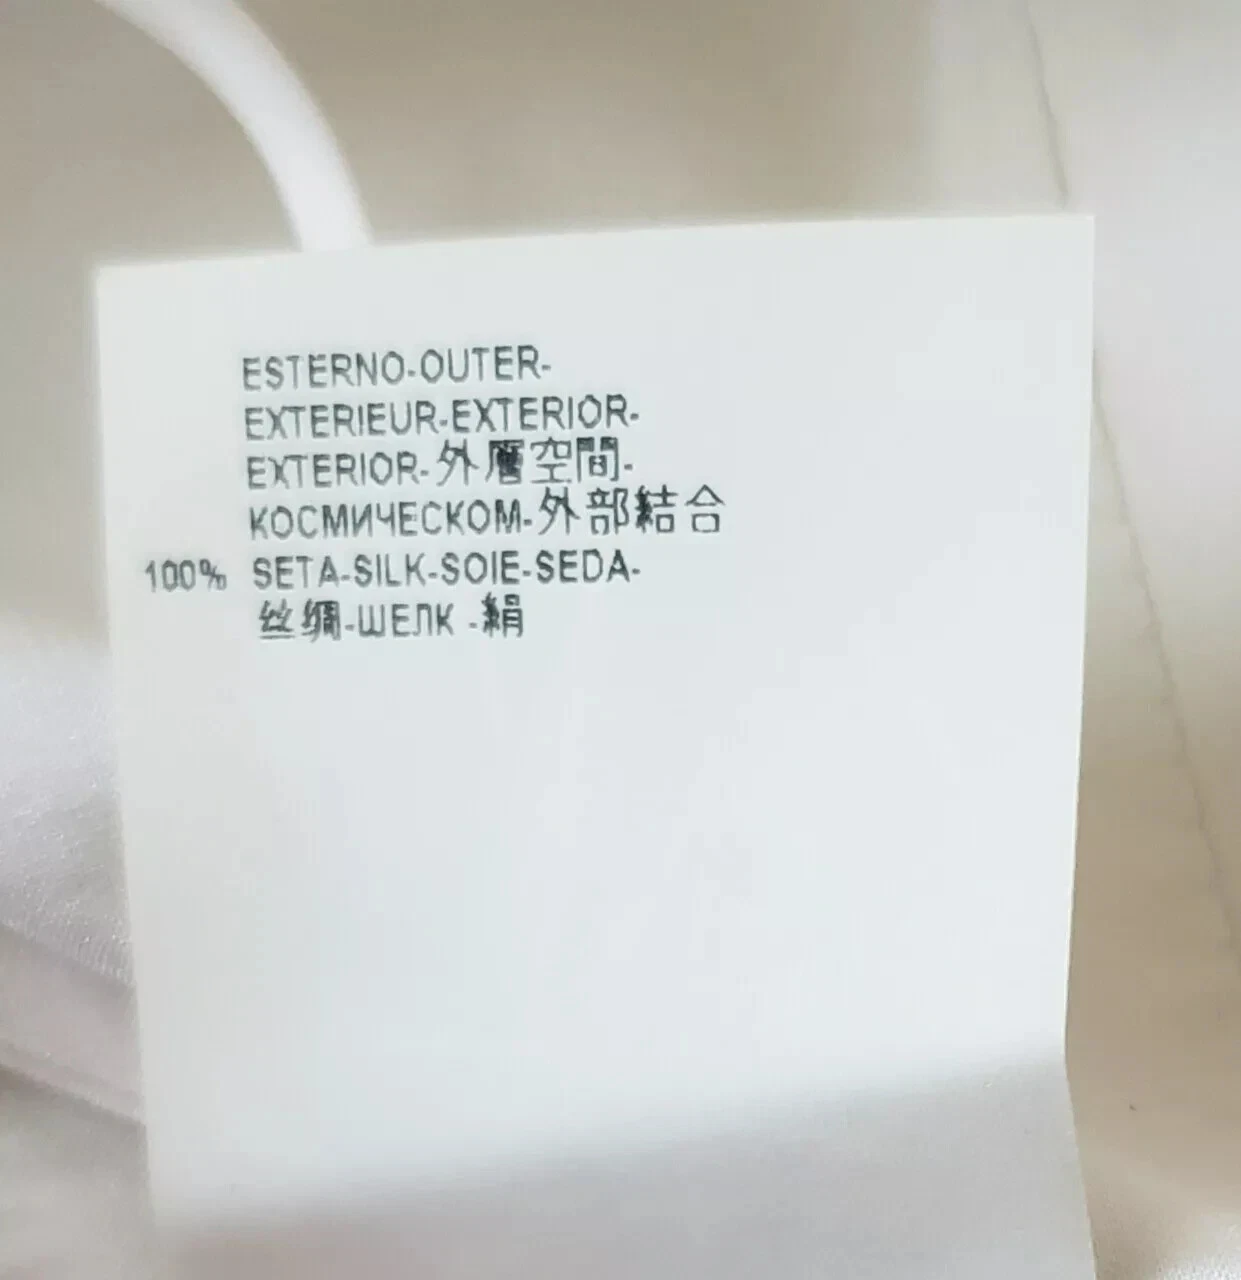 ESTERNO-OUTER-
EXTERIEUR-EXTERIOR-
EXTERIOR-外層空間-
КОСМИЧЕСКОМ-外部結合
100% SETA-SILK-SOIE-SEDA-
丝绸-ШЕЛК -絹